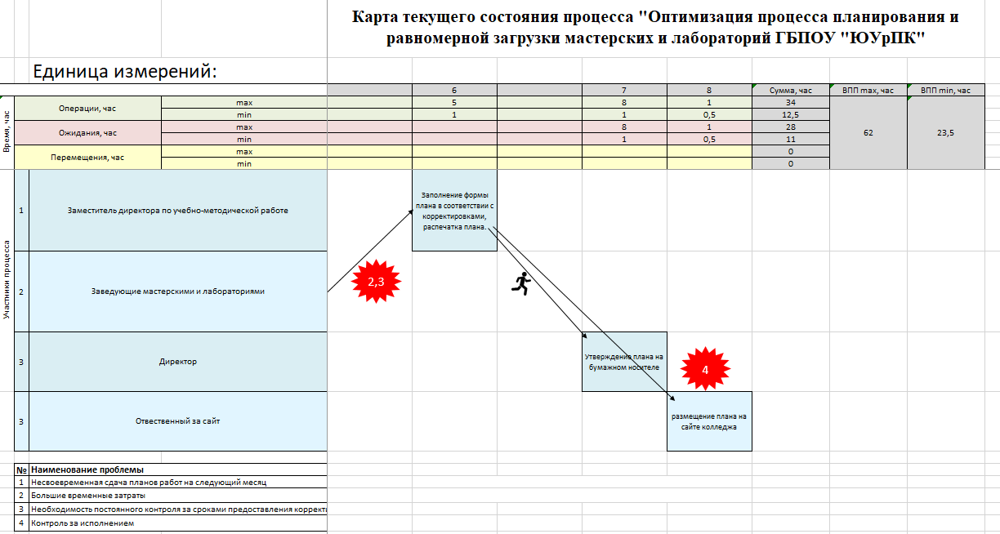 Карта текущего состояния процесса "Оптимизация процесса планирования и
равномерной загрузки мастерских и лабораторий ГБПОУ "ЮУрПК"
Единица измерений:
6 7 8 Сумма, час ВПП max, час ВПП min, час
Время, час
Операции, час
max 5 8 1 34
min 1 1 0,5 12,5
Ожидания, час
max 8 1 28
min 1 0,5 11
62 23,5
Перемещения, час
max 0
min 0
Участники процесса
1 Заместитель директора по учебно-методической работе
Заполнение формы
плана в соответствии с
корректировками,
распечатка плана.
2 Заведующие мастерскими и лабораториями
2,3
3 Директор
Утверждение плана на
бумажном носителе
4
3 Отвественный за сайт
размещение плана на
сайте колледжа
№ Наименование проблемы
1 Несвоевременная сдача планов работ на следующий месяц
2 Большие временные затраты
3 Необходимость постоянного контроля за сроками предоставления коррект
4 Контроль за исполнением